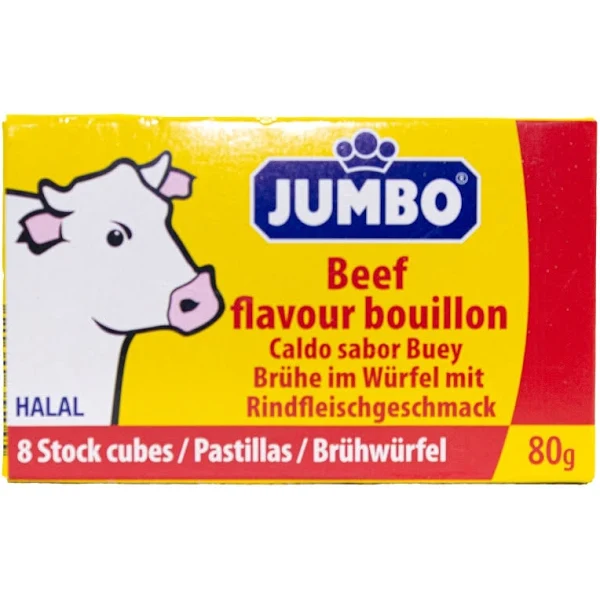 JUMBO®
Beef
flavour bouillon
Caldo sabor Buey
Brühe im Würfel mit
Rindfleischgeschmack
HALAL
8 Stock cubes / Pastillas / Brühwürfel
80g